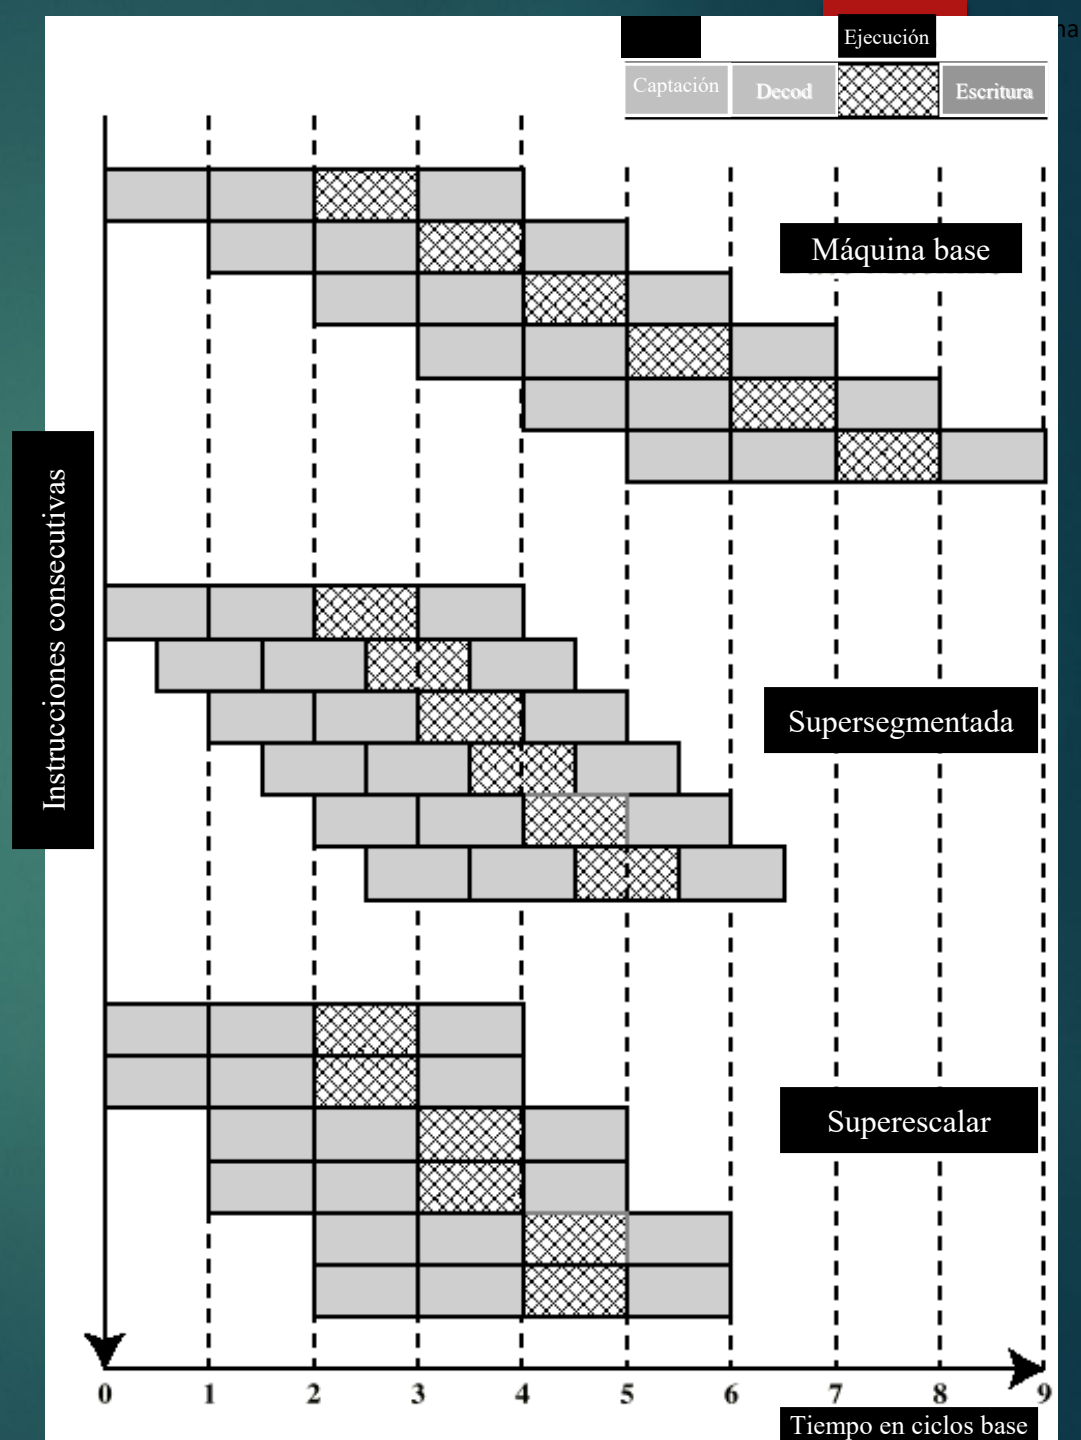 Ejecución
Captación
Decod
Escritura
Máquina base
Instrucciones consecutivas
Supersegmentada
Superescalar
0 1 2 3 4 5 6 7 8 9
Tiempo en ciclos base